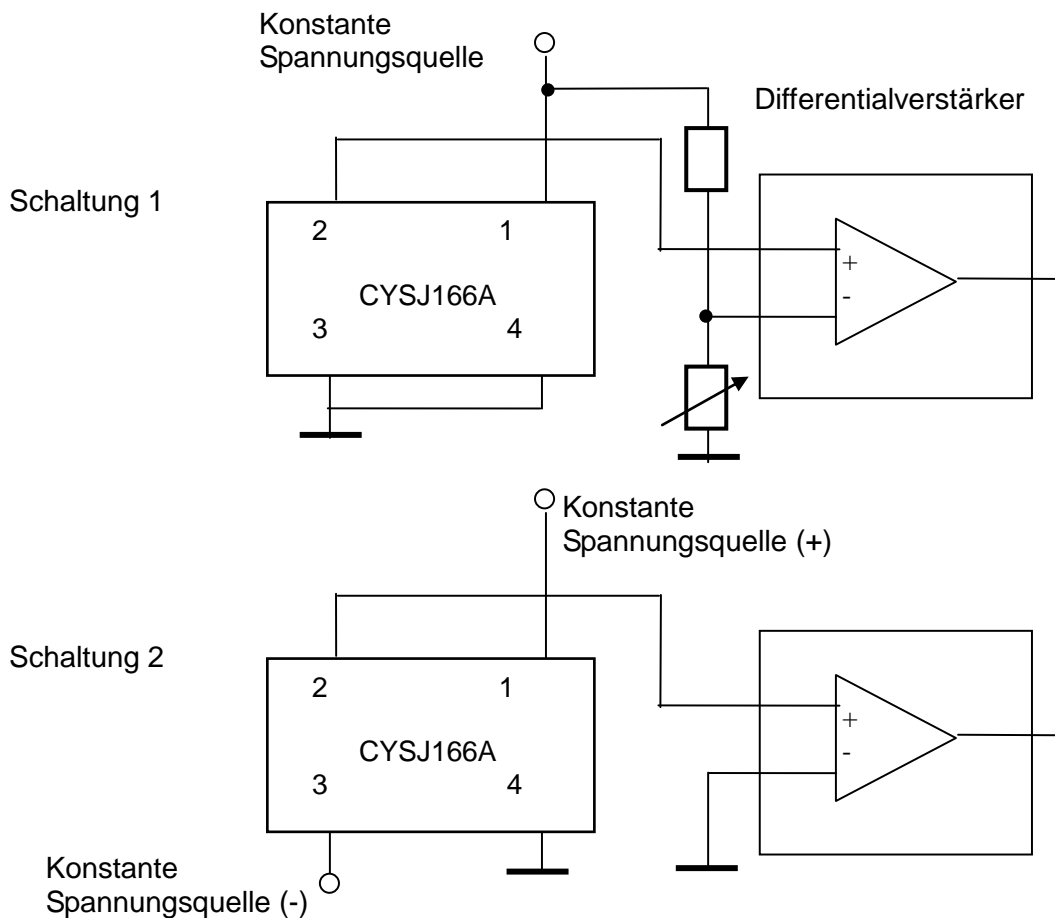 Konstante
Spannungsquelle
Differentialverstärker
Schaltung 1
2 1
CYSJ166A
3 4
+
-
Konstante
Spannungsquelle (+)
Schaltung 2
2 1
CYSJ166A
3 4
+
-
Konstante
Spannungsquelle (-)